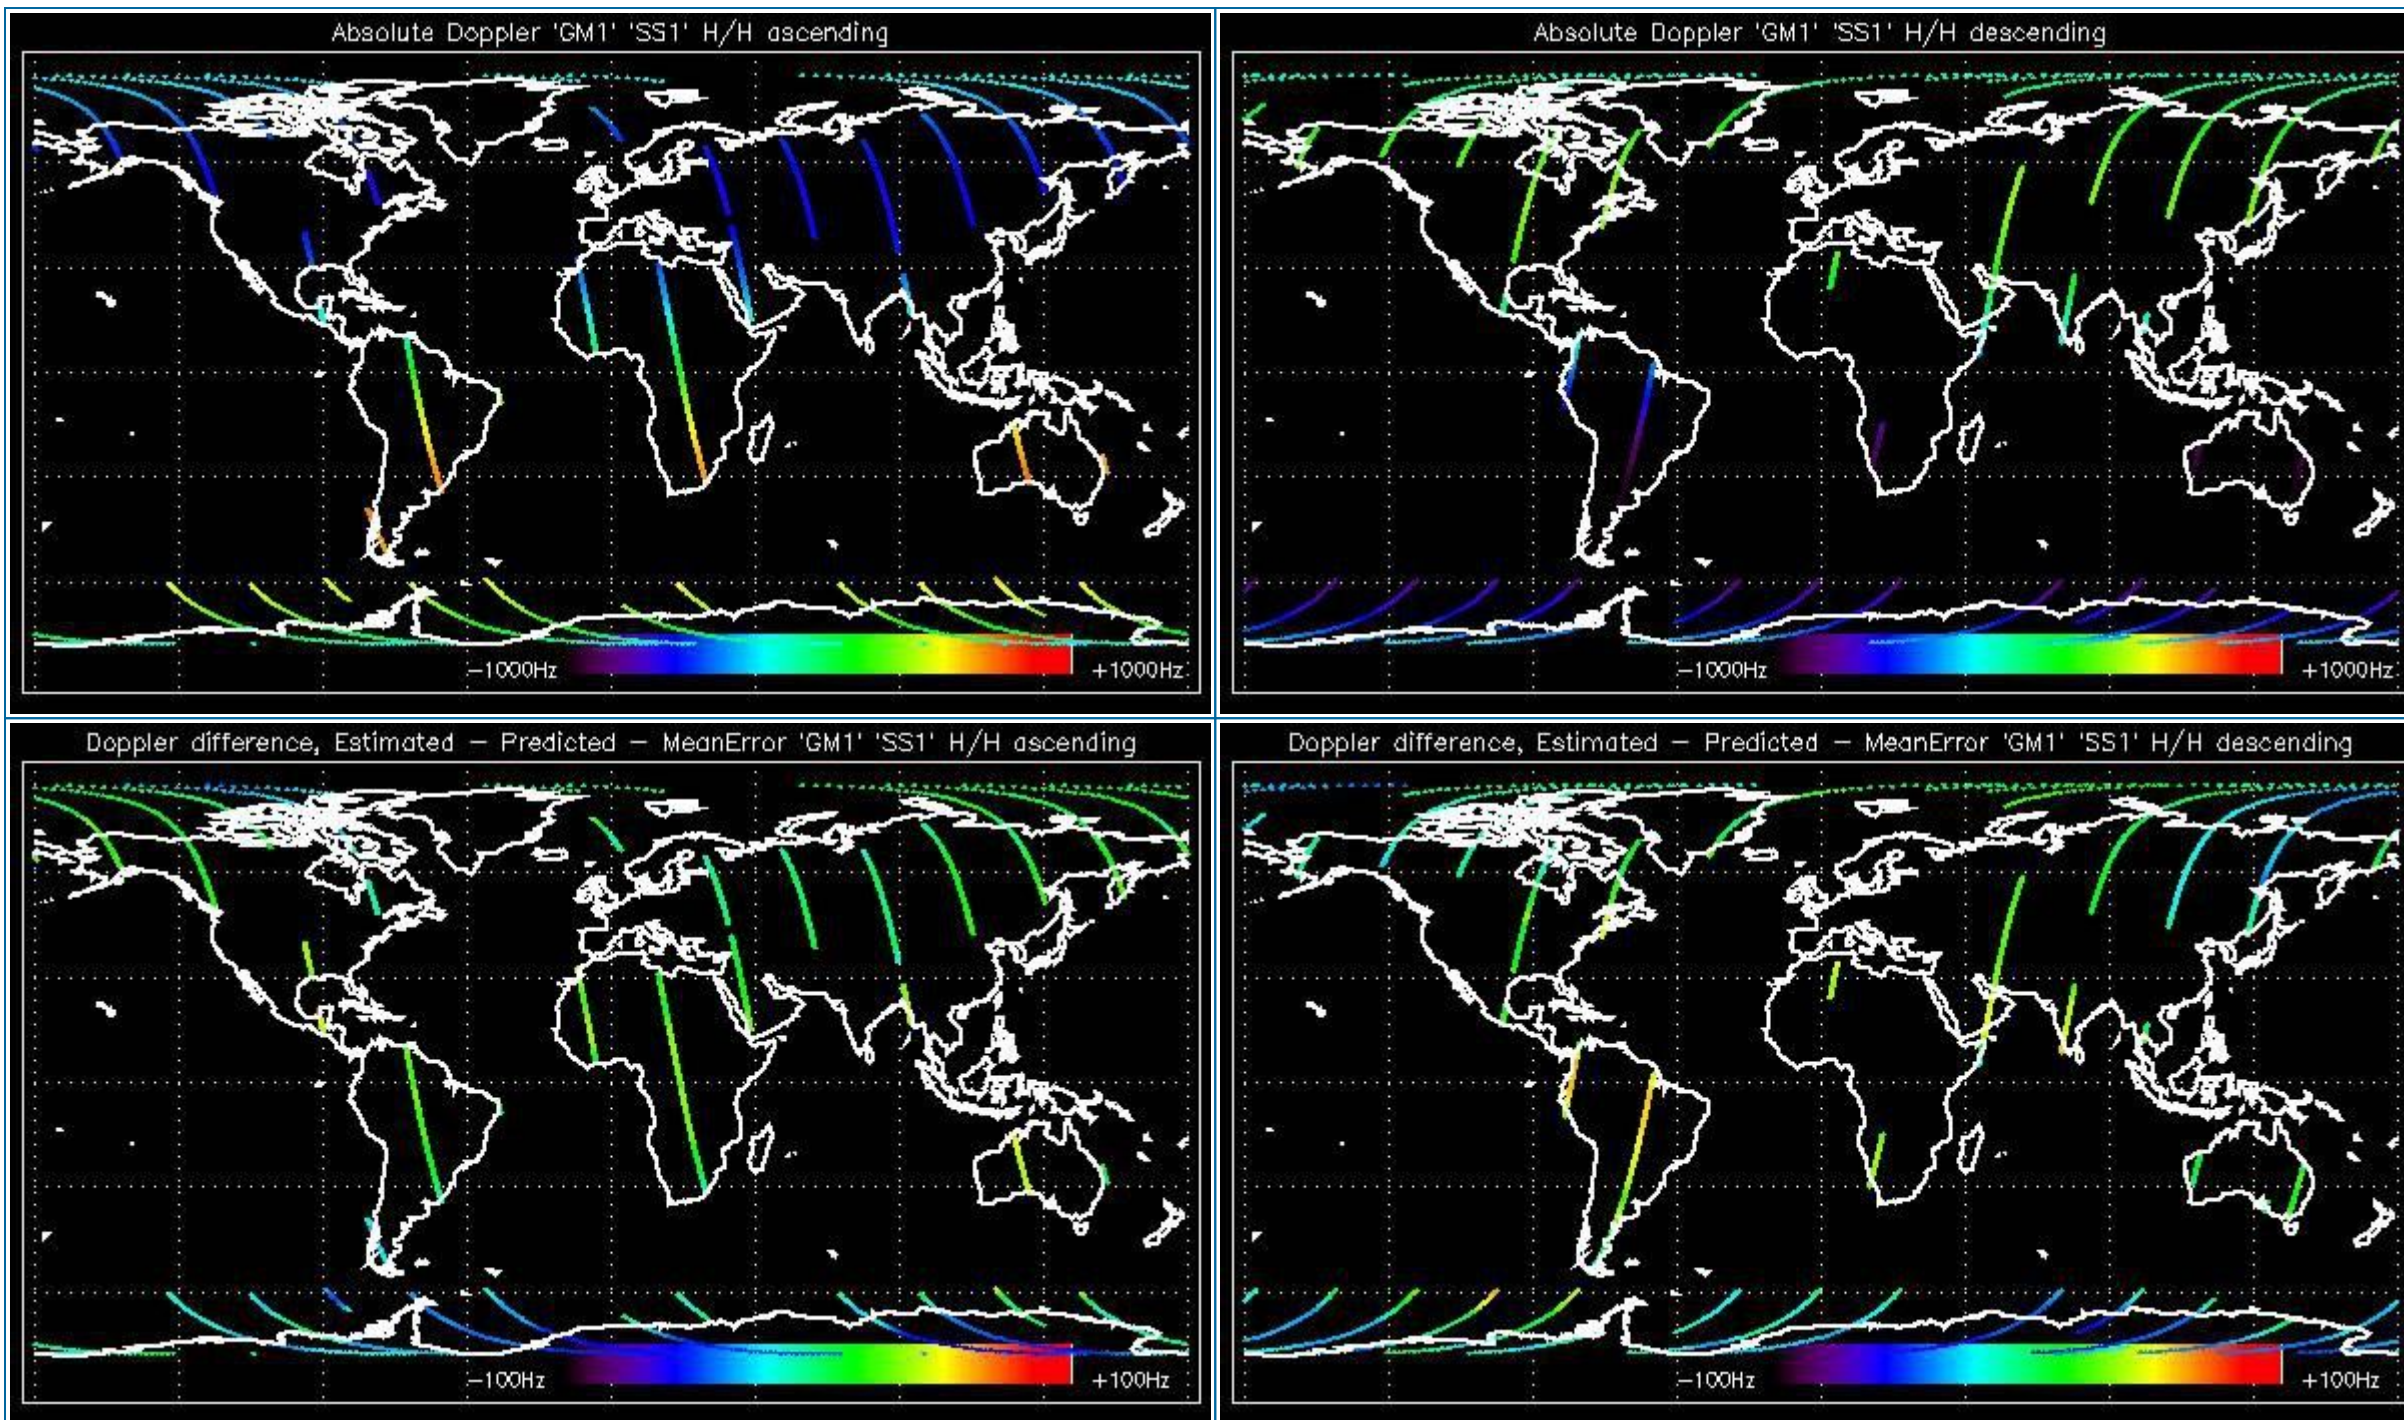 Absolute Doppler 'GM1' 'SS1' H/H ascending
-1000Hz
+1000Hz
Absolute Doppler 'GM1' 'SS1' H/H descending
-1000Hz
+1000Hz
Doppler difference, Estimated - Predicted - MeanError 'GM1' 'SS1' H/H ascending
-100Hz
+100Hz
Doppler difference, Estimated - Predicted - MeanError 'GM1' 'SS1' H/H descending
-100Hz
+100Hz